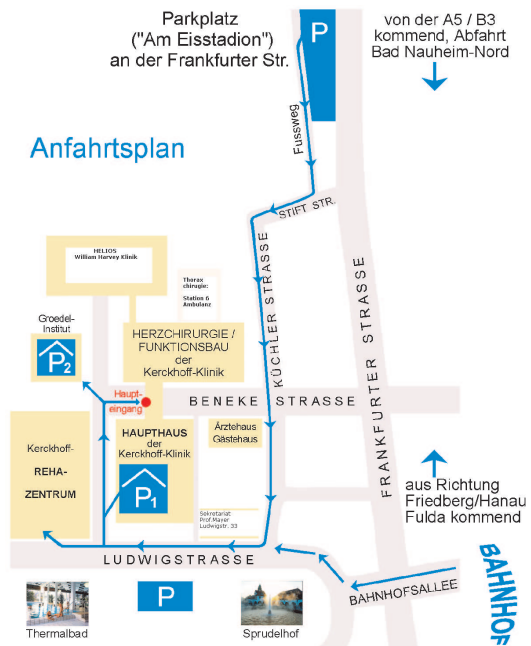 Parkplatz
("Am Eisstadion")
an der Frankfurter Str.
P
von der A5 / B3
kommend, Abfahrt
Bad Nauheim-Nord
Fussweg
Anfahrtsplan
STIFT STR.
HELIOS
William Harvey Klinik
Thorax
chirugie:
Station 6
Ambulanz
KÜCHLER STRASSE
FRANKFURTER STRASSE
Groedel-
Institut
P2
HERZCHIRURGIE /
FUNKTIONSBAU
der
Kerckhoff-Klinik
Haupt-
eingang
BENEKE STRASSE
HAUPTHAUS
der
Kerckhoff-Klinik
P1
Ärztehaus
Gästehaus
Kerckhoff-
REHA-
ZENTRUM
aus Richtung
Friedberg/Hanau
Fulda kommend
Sekretariat
Prof.Mayer
Ludwigstr. 33
LUDWIGSTRASSE
BAHNHOFSALLEE
BAHNHOF
P
Thermalbad
Sprudelhof